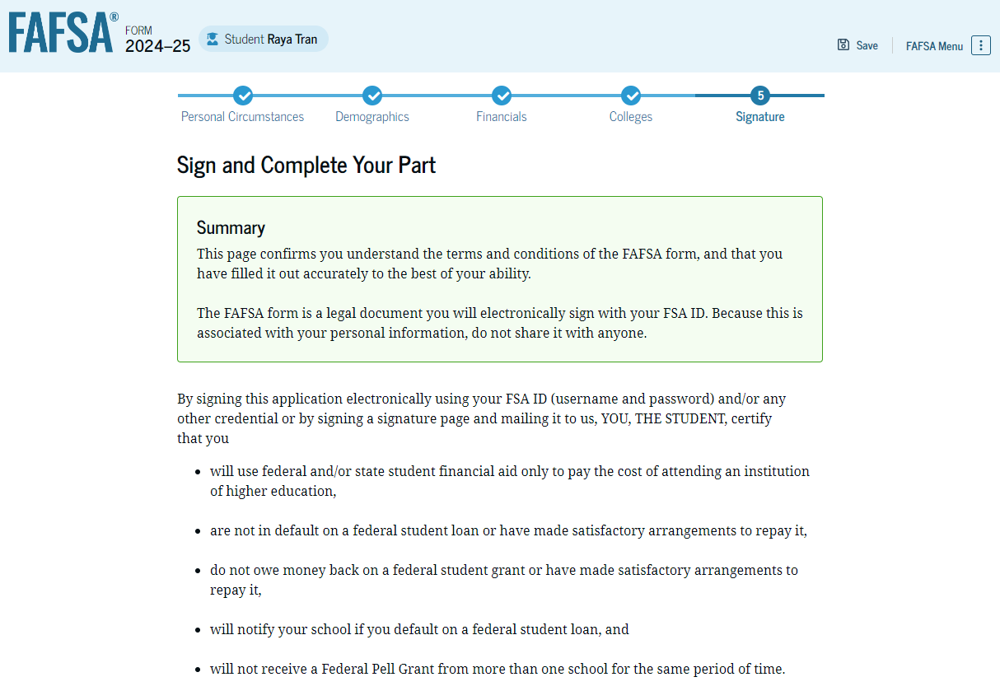 FAFSA®
FORM
2024–25
Student Raya Tran
Save
FAFSA Menu
Personal Circumstances
Demographics
Financials
Colleges
5
Signature
Sign and Complete Your Part
Summary
This page confirms you understand the terms and conditions of the FAFSA form, and that you
have filled it out accurately to the best of your ability.
The FAFSA form is a legal document you will electronically sign with your FSA ID. Because this is
associated with your personal information, do not share it with anyone.
By signing this application electronically using your FSA ID (username and password) and/or any
other credential or by signing a signature page and mailing it to us, YOU, THE STUDENT, certify
that you
• will use federal and/or state student financial aid only to pay the cost of attending an institution
of higher education,
• are not in default on a federal student loan or have made satisfactory arrangements to repay it,
• do not owe money back on a federal student grant or have made satisfactory arrangements to
repay it,
• will notify your school if you default on a federal student loan, and
• will not receive a Federal Pell Grant from more than one school for the same period of time.